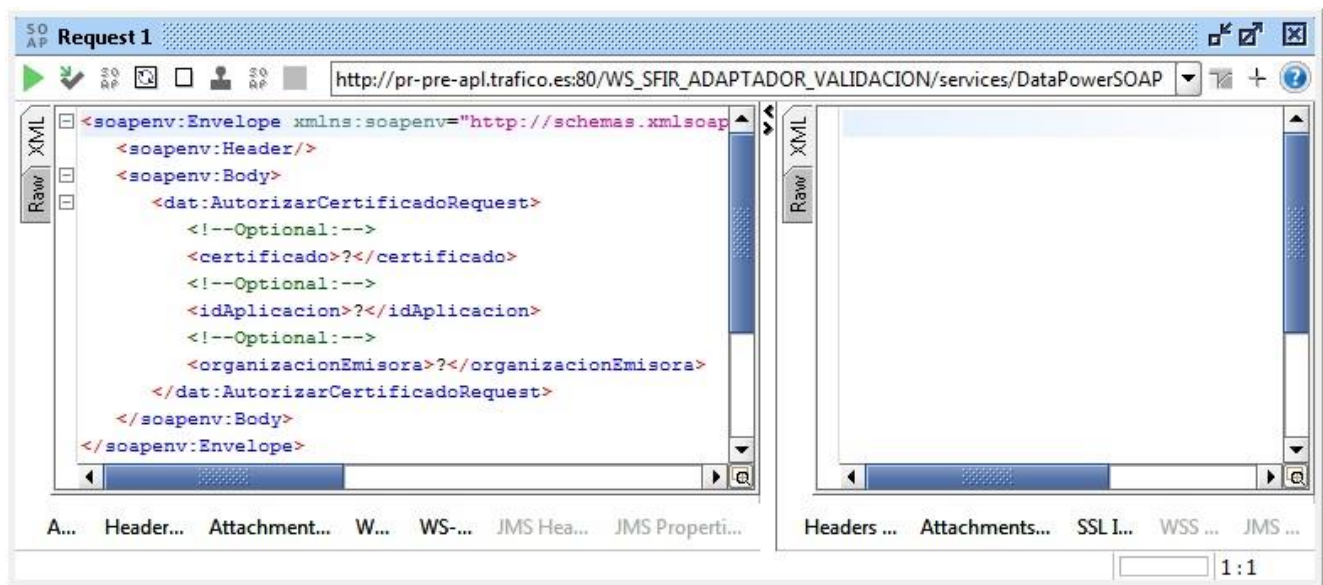 SO AP Request 1
http://pr-pre-apl.trafico.es:80/WS_SFIR_ADAPTADOR_VALIDACION/services/DataPowerSOAP
XML
Raw
<soapenv:Envelope xmlns:soapenv="http://schemas.xmlsoap
<soapenv:Header/>
<soapenv:Body>
<dat:AutorizarCertificadoRequest>
<!--Optional:-->
<certificado>?</certificado>
<!--Optional:-->
<idAplicacion>?</idAplicacion>
<!--Optional:-->
<organizacionEmisora>?</organizacionEmisora>
</dat:AutorizarCertificadoRequest>
</soapenv:Body>
</soapenv:Envelope>
XML
Raw
A... Header... Attachment... W... WS-... JMS Hea... JMS Properti...
Headers ... Attachments... SSL I... WSS ... JMS ...
1:1